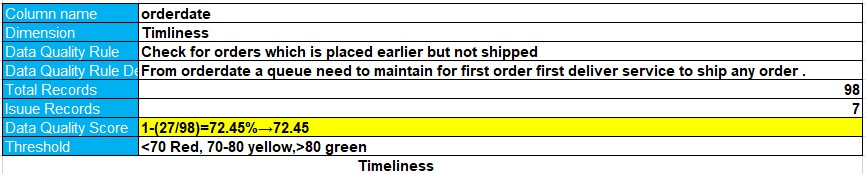 Column name orderdate
Dimension Timliness
Data Quality Rule Check for orders which is placed earlier but not shipped
Data Quality Rule De From orderdate a queue need to maintain for first order first deliver service to ship any order .
Total Records 98
Isuue Records 7
Data Quality Score 1-(27/98)=72.45%→72.45
Threshold <70 Red, 70-80 yellow,>80 green
Timeliness